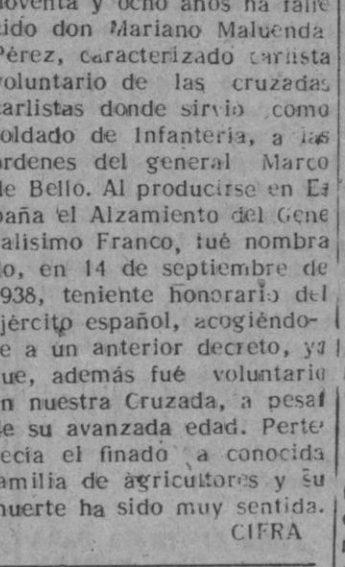 noventa y ocho años ha falle
cido don Mariano Maluenda
Pérez, caracterizado carlista
voluntario de las cruzadas
carlistas donde sirvio como
soldado de Infantería, a las
órdenes del general Marco
de Bello. Al producirse en Es
paña el Alzamiento del Gene
ralisimo Franco, fué nombra
do, en 14 de septiembre de
1938, teniente honorario del
ejército español, acogiéndo-
se a un anterior decreto, ya
que, además fué voluntario
en nuestra Cruzada, a pesar
de su avanzada edad. Perte
necia el finado a conocida
familia de agricultores y su
muerte ha sido muy sentida.
CIFRA